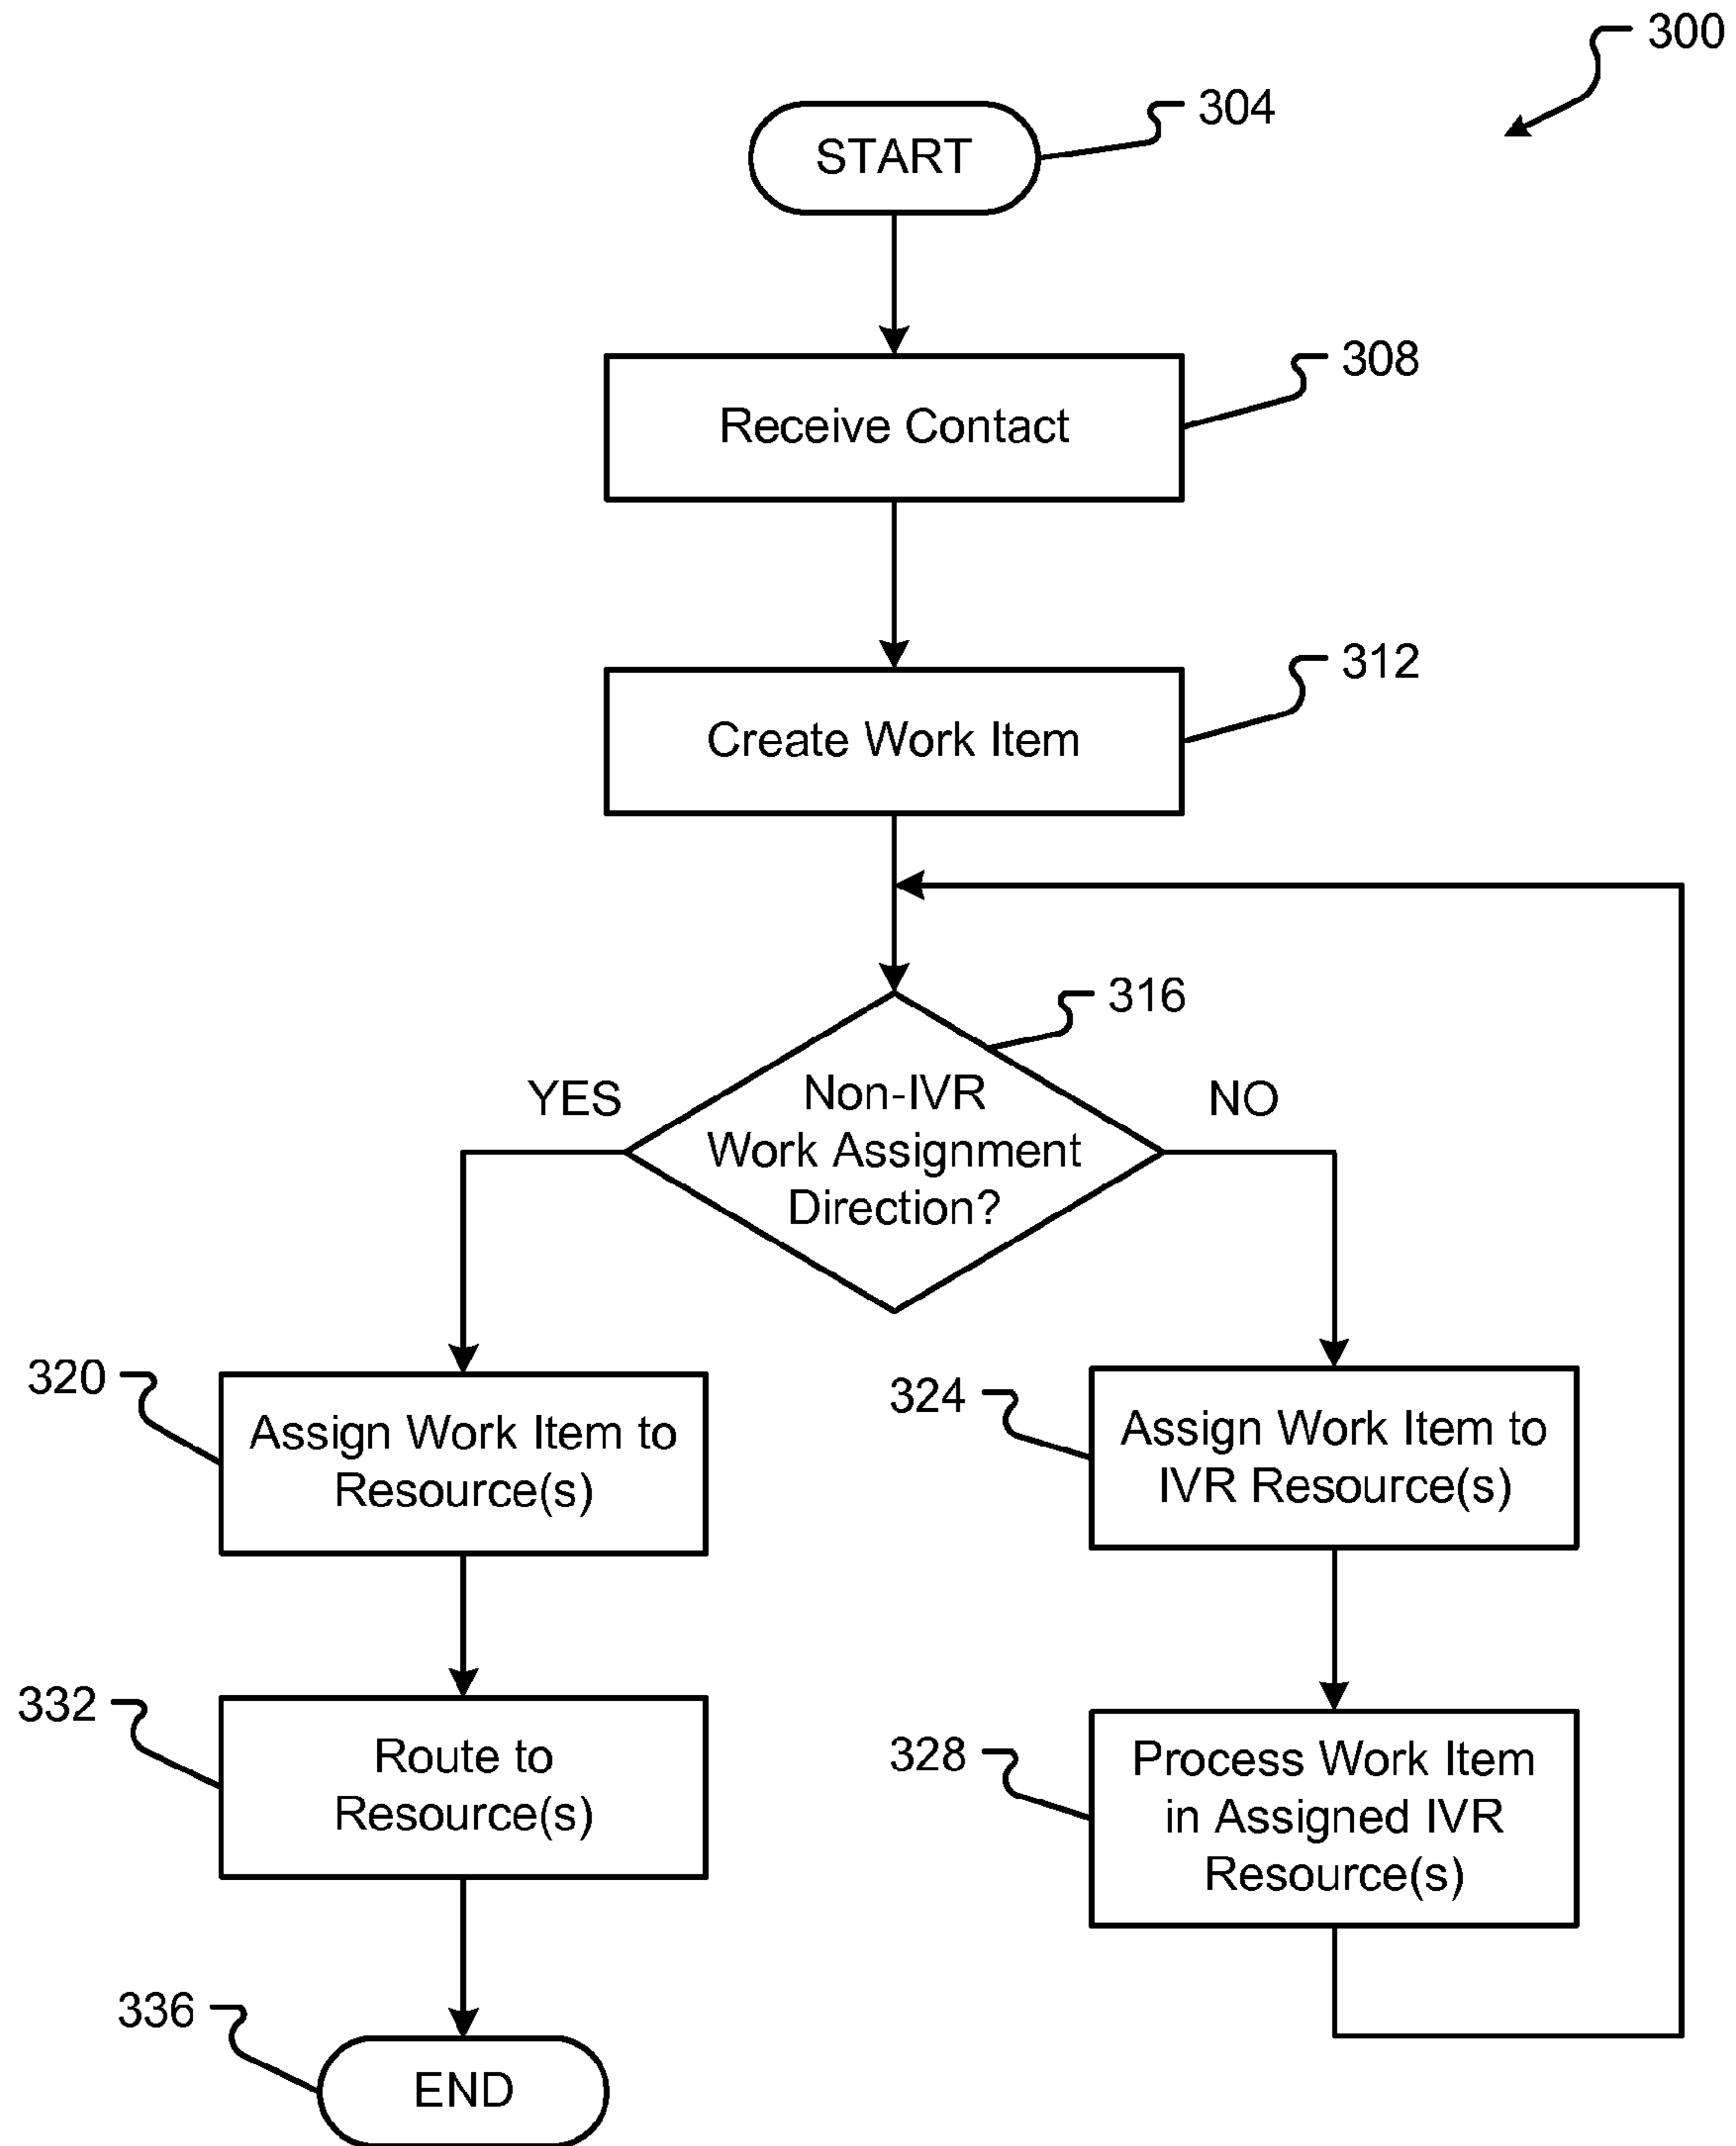 300
304
START
308
Receive Contact
312
Create Work Item
316
YES
NO
Non-IVR
Work Assignment
Direction?
320
Assign Work Item to
Resource(s)
324
Assign Work Item to
IVR Resource(s)
332
Route to
Resource(s)
328
Process Work Item
in Assigned IVR
Resource(s)
336
END